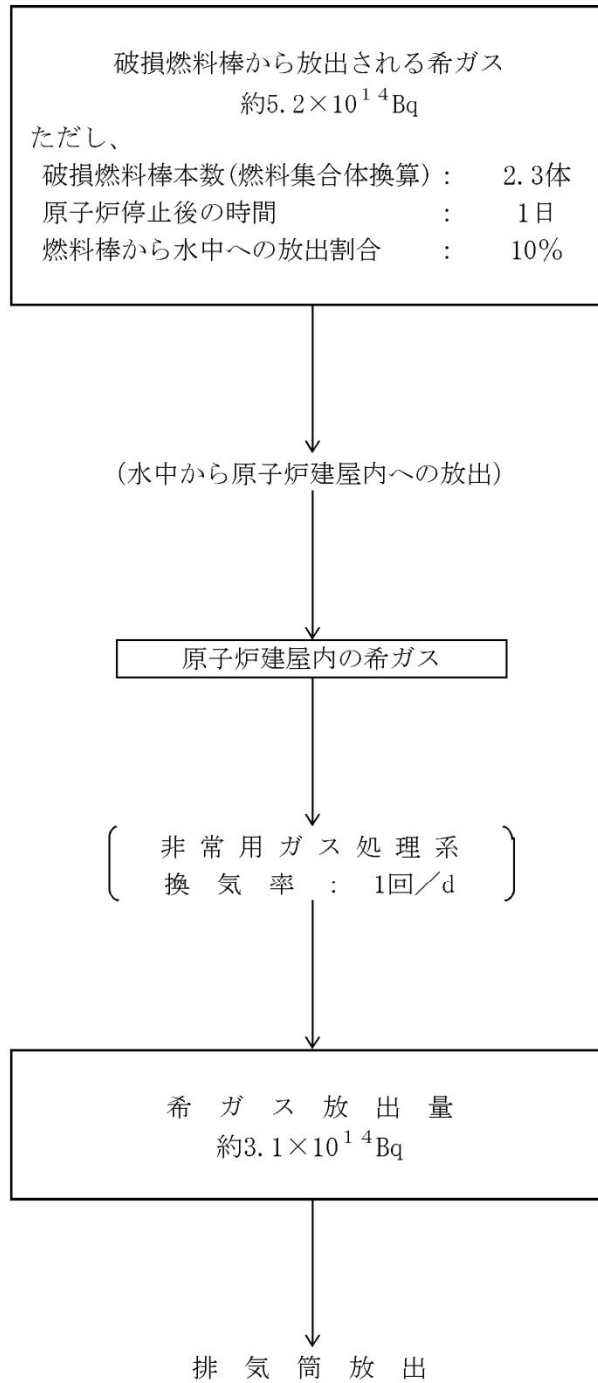 破損燃料棒から放出される希ガス
約5.2×10¹⁴Bq
ただし、
破損燃料棒本数(燃料集合体換算)： 2.3体
原子炉停止後の時間 ： 1日
燃料棒から水中への放出割合 ： 10％
(水中から原子炉建屋内への放出)
原子炉建屋内の希ガス
非常用ガス処理系
換気率： 1回／d
希ガス放出量
約3.1×10¹⁴Bq
排気筒放出